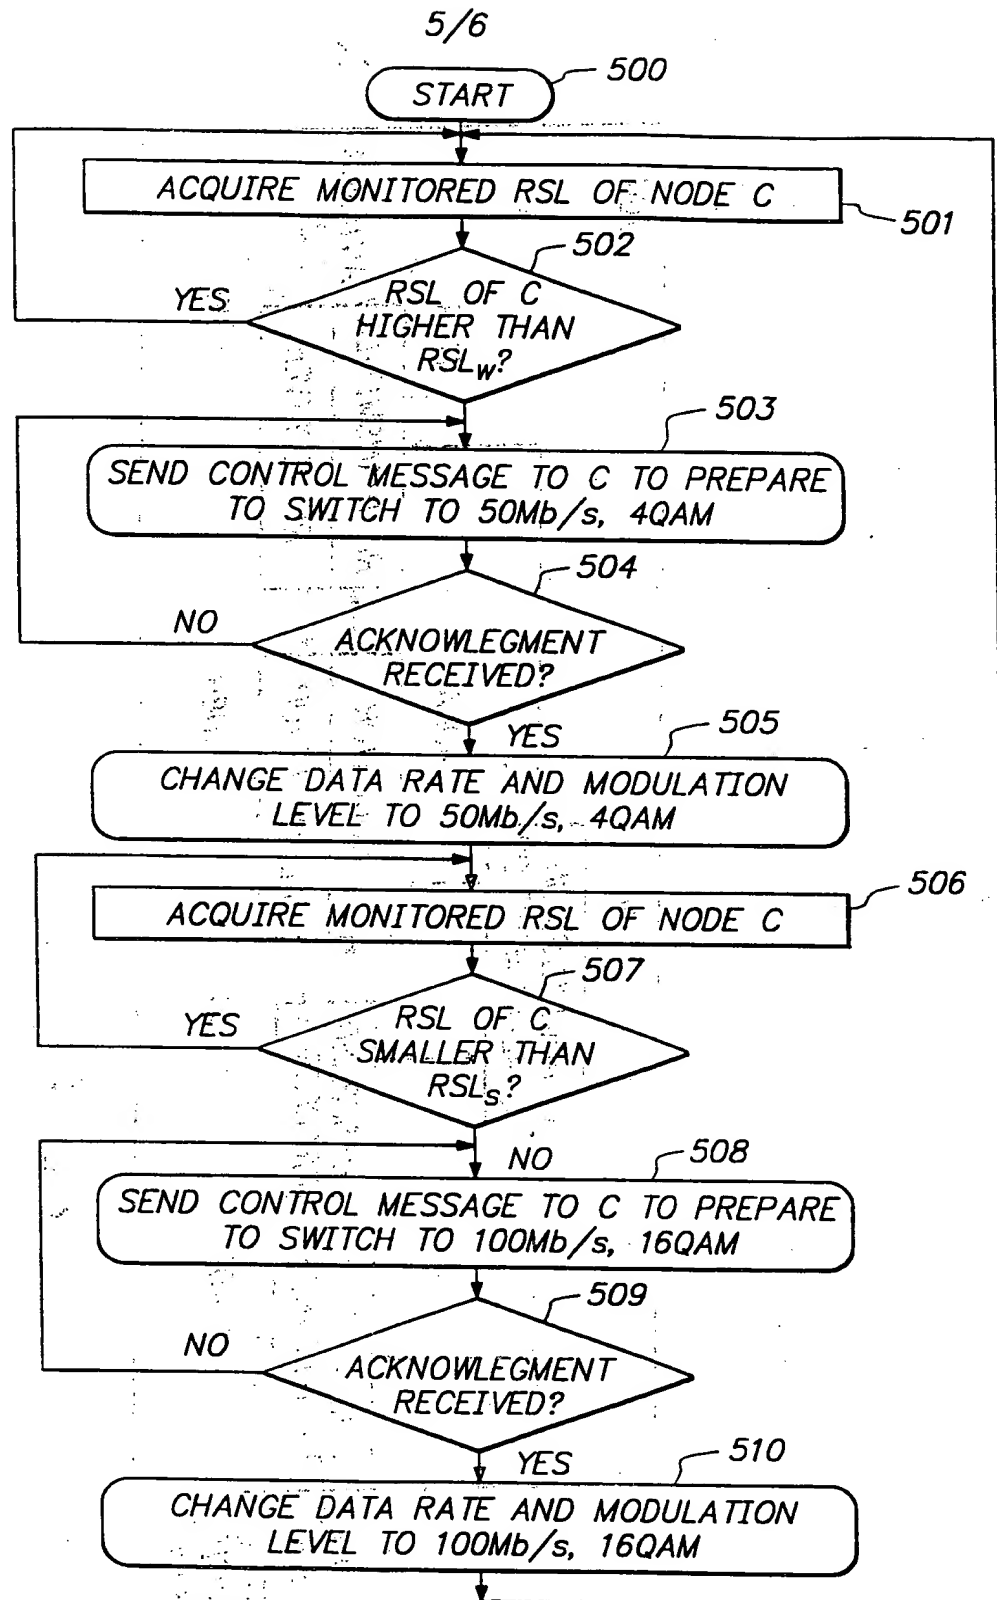 5/6
START
500
ACQUIRE MONITORED RSL OF NODE C
501
502
YES
RSL OF C
HIGHER THAN
RSLW?
503
SEND CONTROL MESSAGE TO C TO PREPARE
TO SWITCH TO 50Mb/s, 4QAM
504
NO
ACKNOWLEGMENT
RECEIVED?
YES
505
CHANGE DATA RATE AND MODULATION
LEVEL TO 50Mb/s, 4QAM
506
ACQUIRE MONITORED RSL OF NODE C
507
YES
RSL OF C
SMALLER THAN
RSLS?
NO
508
SEND CONTROL MESSAGE TO C TO PREPARE
TO SWITCH TO 100Mb/s, 16QAM
509
NO
ACKNOWLEGMENT
RECEIVED?
YES
510
CHANGE DATA RATE AND MODULATION
LEVEL TO 100Mb/s, 16QAM